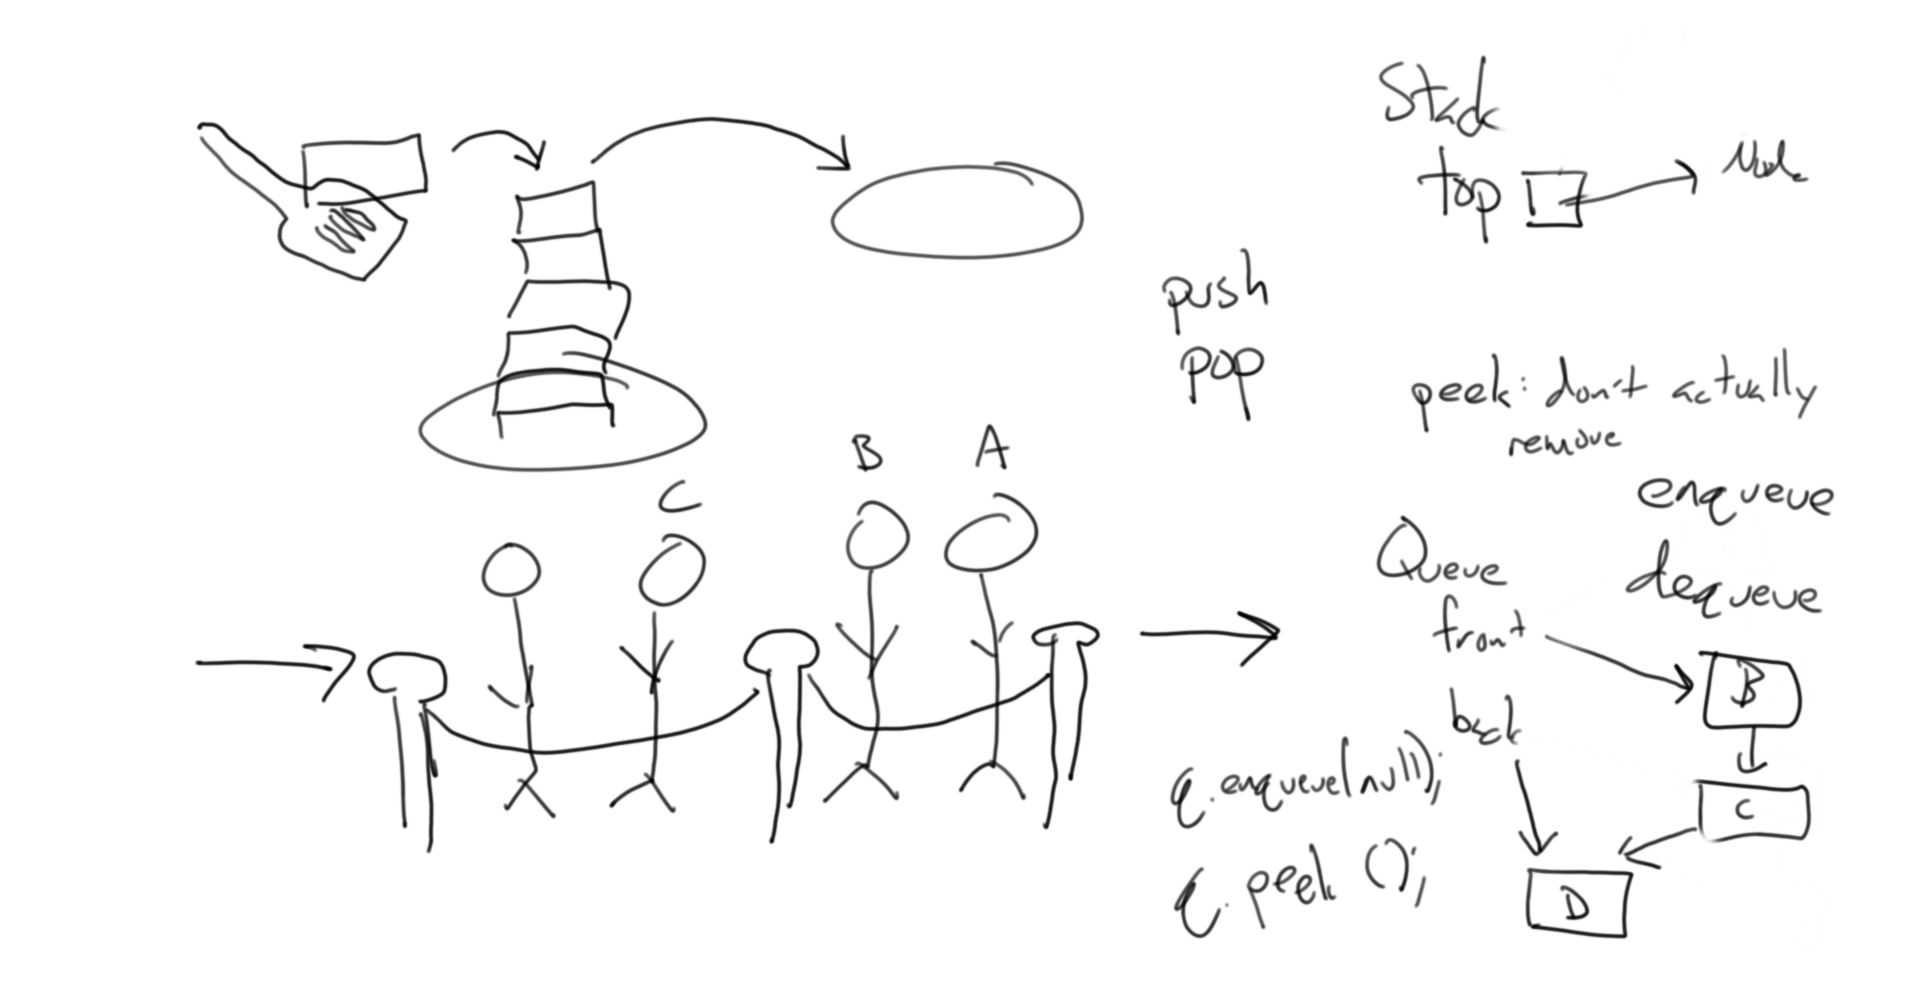 Stack
top
Node
push
pop
peek: don't actually
remove
enqueue
dequeue
Queue
front
back
B
C
D
q.enqueue(null);
q.peek();
C
B
A